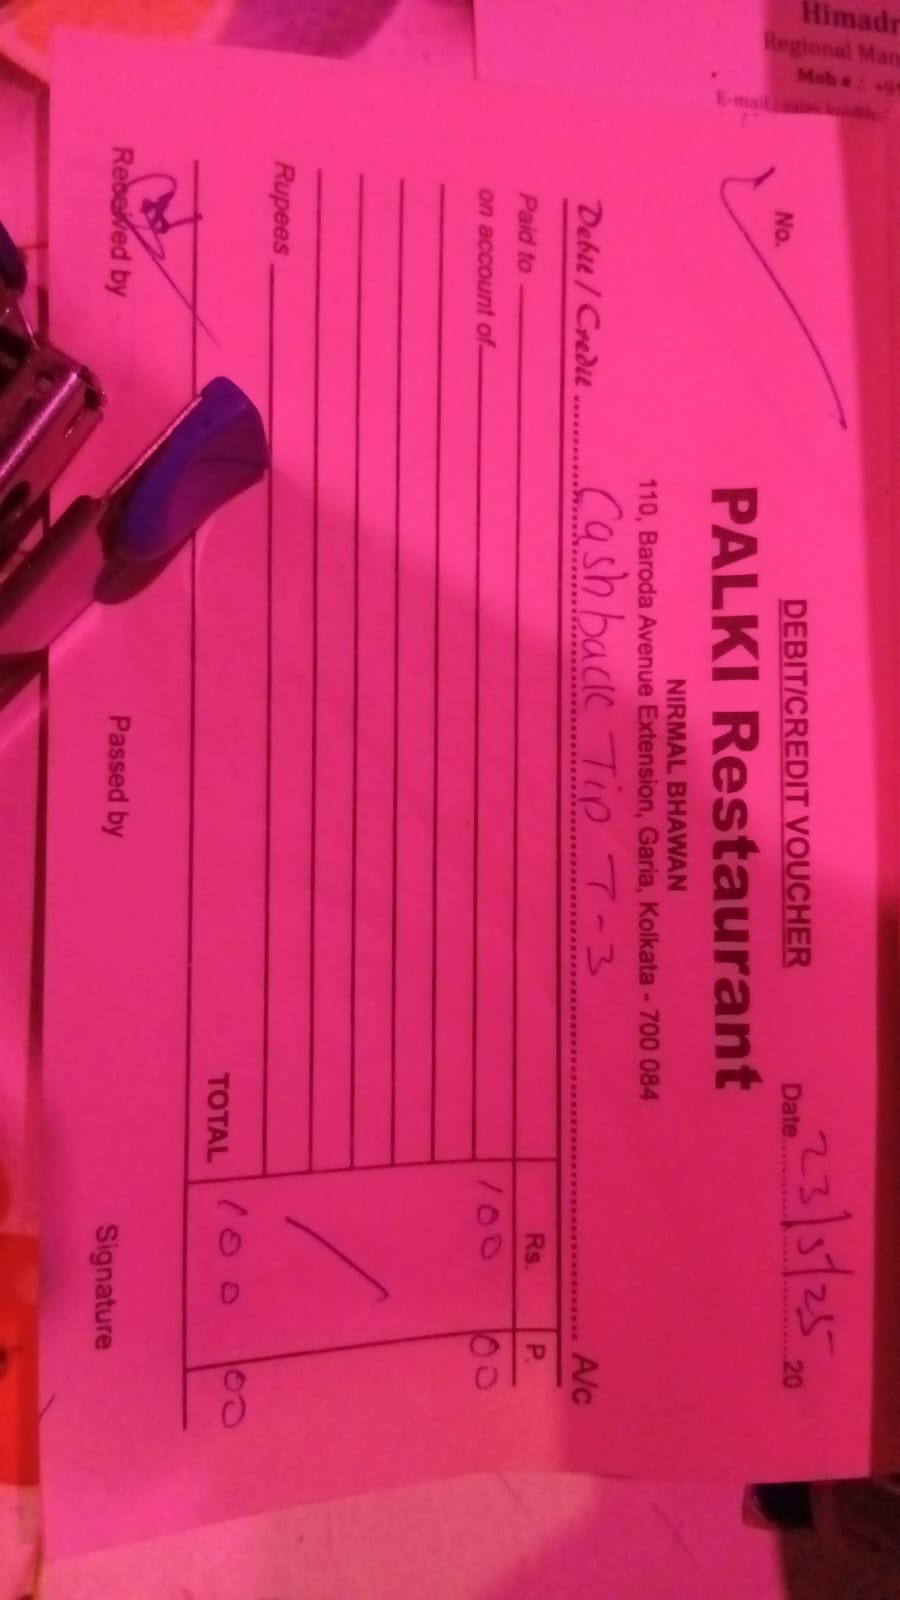 Himadr
Regional Man
Mob # : +9
E-mail :
DEBIT/CREDIT VOUCHER
No.
Date 23/5/25 20
PALKI Restaurant
NIRMAL BHAWAN
110, Baroda Avenue Extension, Garia, Kolkata - 700 084
Debit / Credit Cash back Tip T-3 A/c
Paid to Rs. P.
on account of 100 00
Rupees
TOTAL 100 00
Received by Passed by Signature